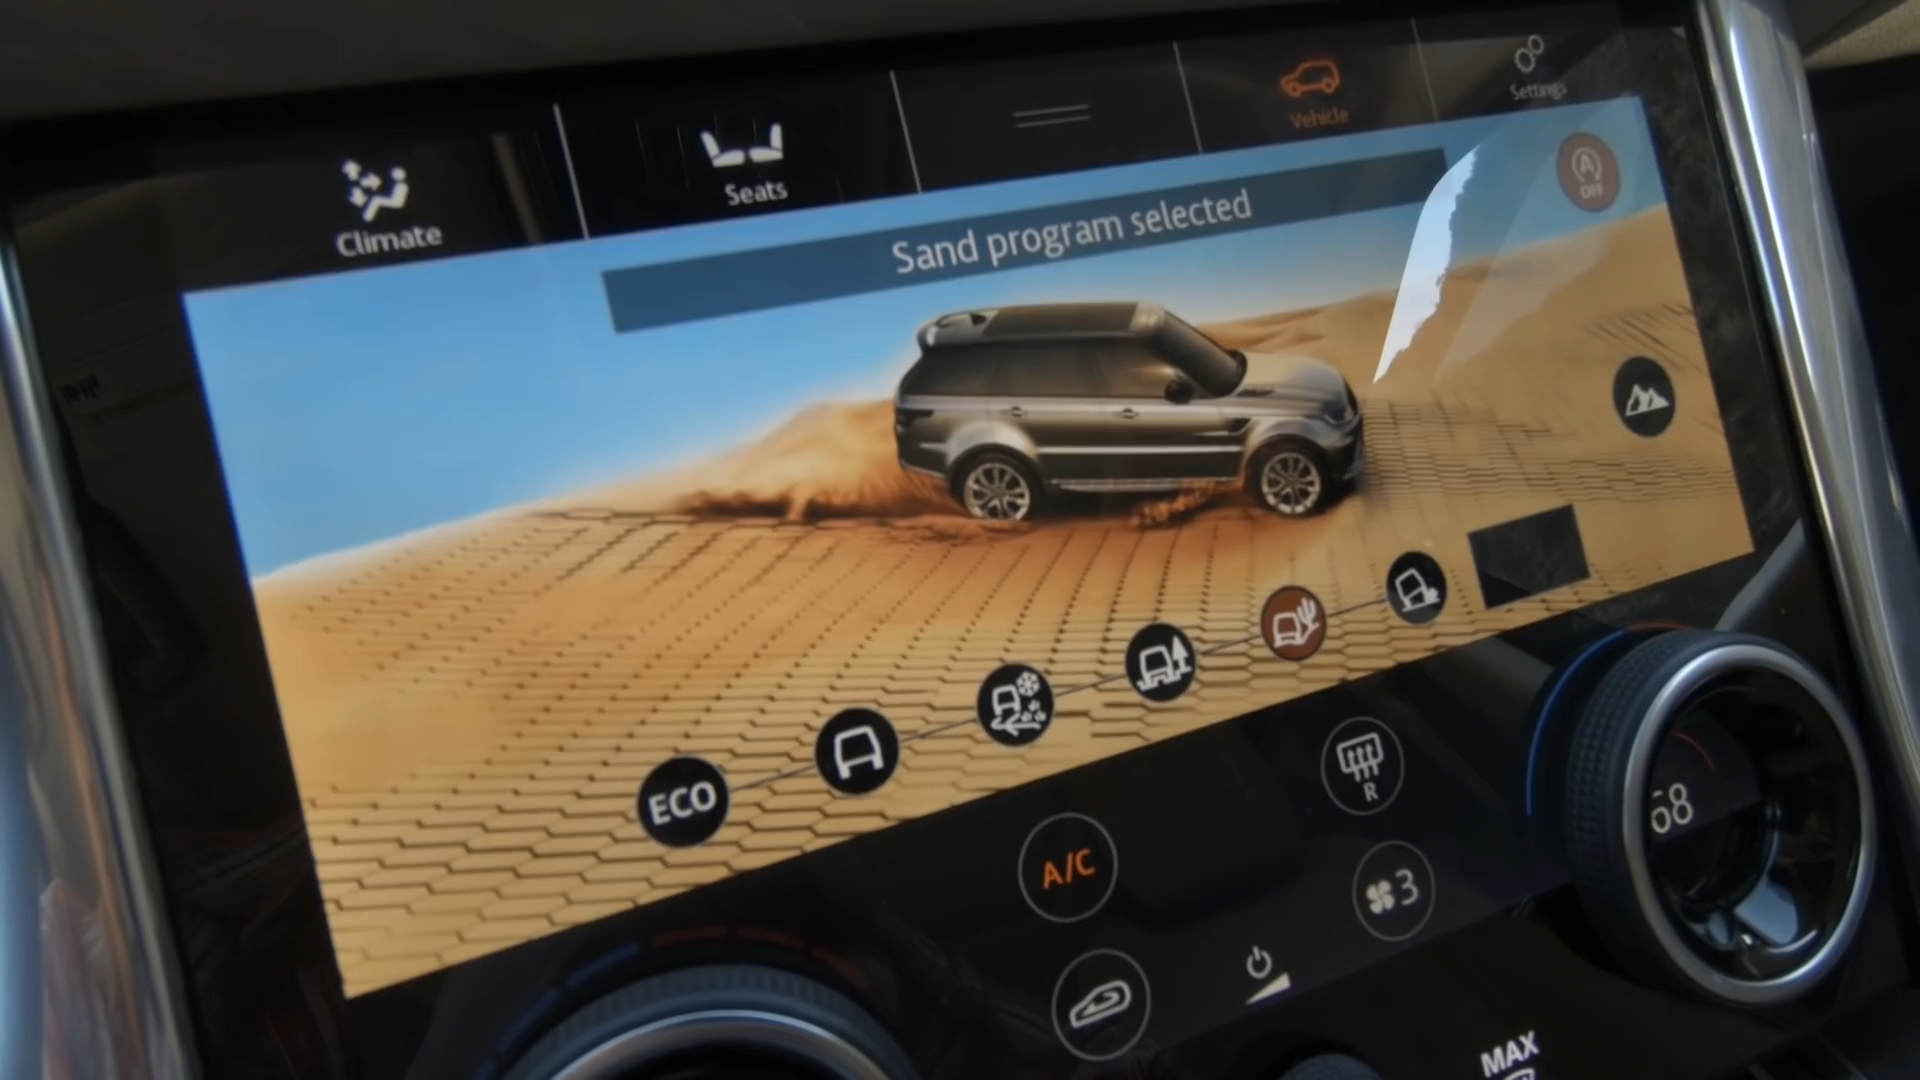 Climate
Seats
Vehicle
Settings
Sand program selected
A
OFF
ECO
R
A/C
3
68
MAX